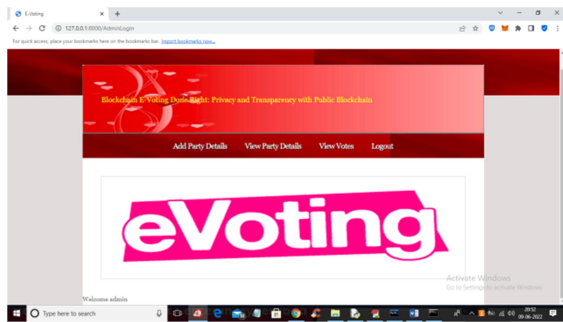 E-Voting
127.0.0.1:8000/AdminLogin
For quick access, place your bookmarks here on the bookmarks bar. Import bookmarks now...
Blockchain E-Voting Done Right: Privacy and Transparency with Public Blockchain
Add Party Details View Party Details View Votes Logout
eVoting
Activate Windows
Go to Settings to activate Windows.
Welcome admin
Type here to search
20:52
09-06-2022